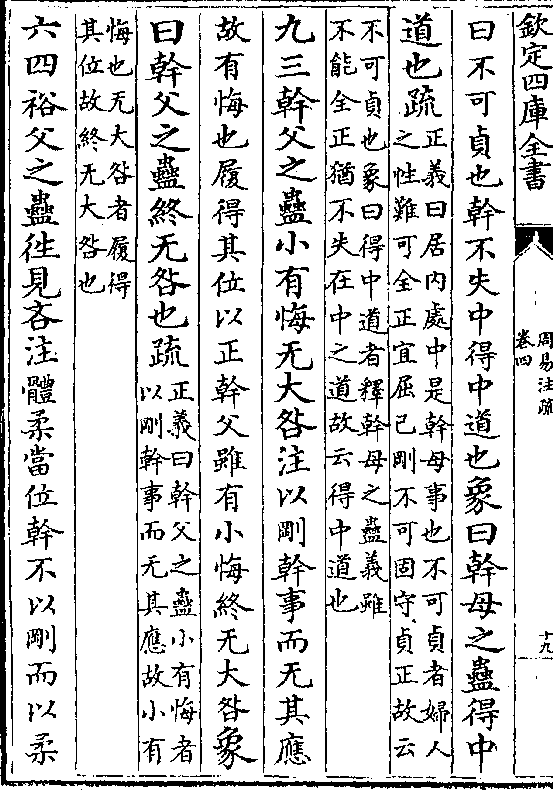 欽定四庫全書
周易注疏
卷四
十九
曰不可貞也幹不失中得中道也象曰幹母之蠱得中
道也疏
正義曰居內處中是幹母事也不可貞者婦人
之性難可全正宜屈已剛不可固守貞正故云
不可貞也象曰得中道者釋幹母之蠱義雖
不能全正猶不失在中之道故云得中道也
九三幹父之蠱小有悔无大咎注以剛幹事而无其應
故有悔也履得其位以正幹父雖有小悔終无大咎象
曰幹父之蠱終无咎也疏
正義曰幹父之蠱小有悔者
以剛幹事而无其應故小有
悔也无大咎者履得
其位故終无大咎也
六四裕父之蠱往見吝注體柔當位幹不以剛而以柔